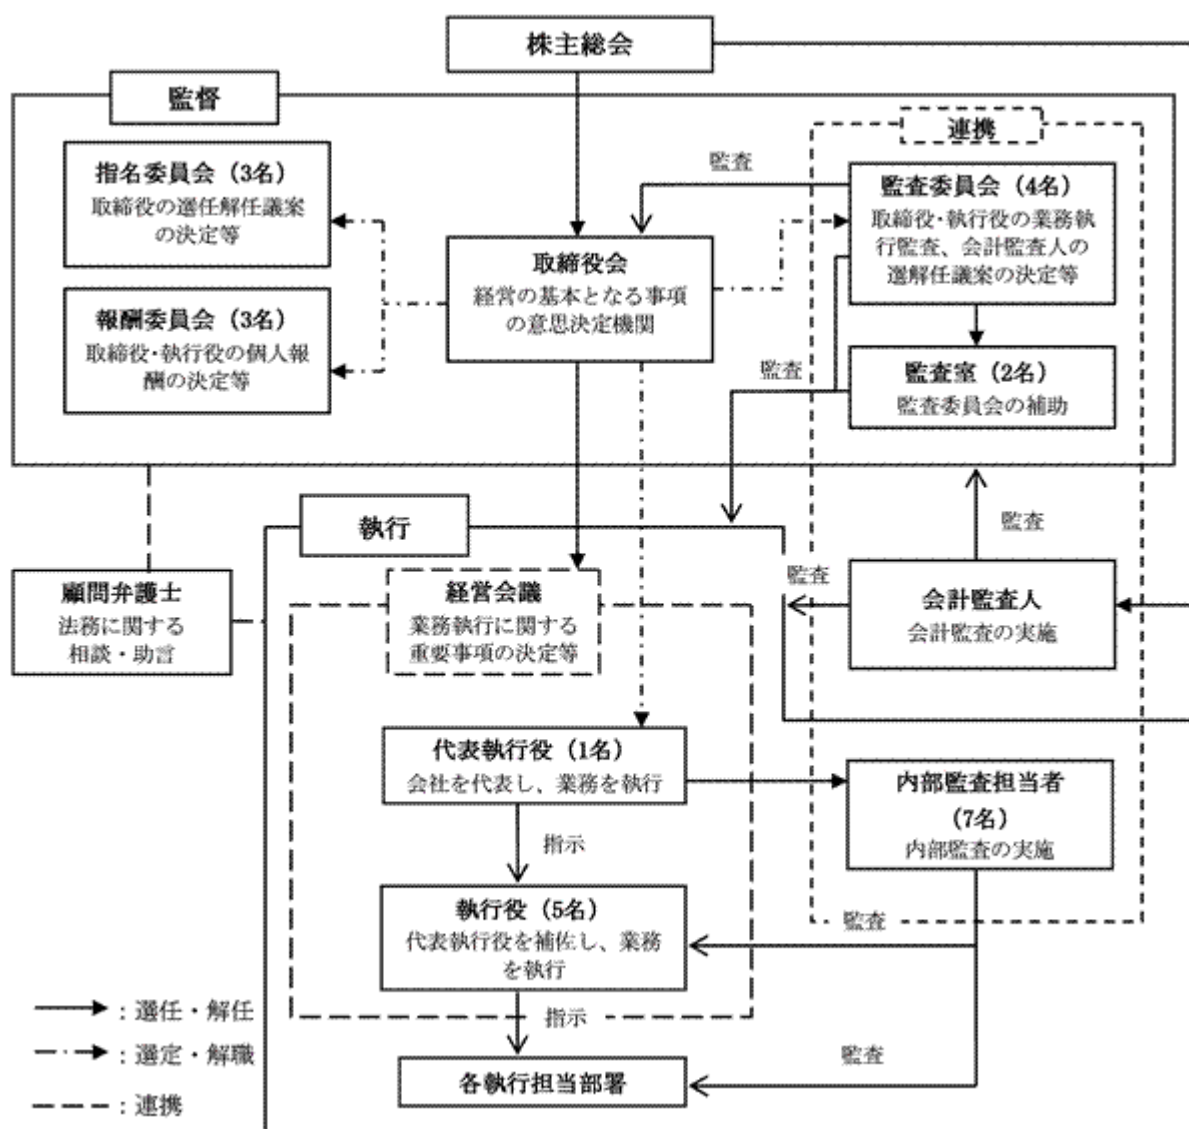 株主総会
監督
連携
指名委員会（3名）
取締役の選任解任議案
の決定等
監査
監査委員会（4名）
取締役・執行役の業務執
行監査、会計監査人の
選解任議案の決定等
取締役会
経営の基本となる事項
の意思決定機関
報酬委員会（3名）
取締役・執行役の個人報
酬の決定等
監査
監査室（2名）
監査委員会の補助
執行
監査
顧問弁護士
法務に関する
相談・助言
経営会議
業務執行に関する
重要事項の決定等
監査
会計監査人
会計監査の実施
代表執行役（1名）
会社を代表し、業務を執行
内部監査担当者
（7名）
内部監査の実施
指示
執行役（5名）
代表執行役を補佐し、業務
を執行
監査
指示
監査
各執行担当部署
：選任・解任
：選定・解職
：連携